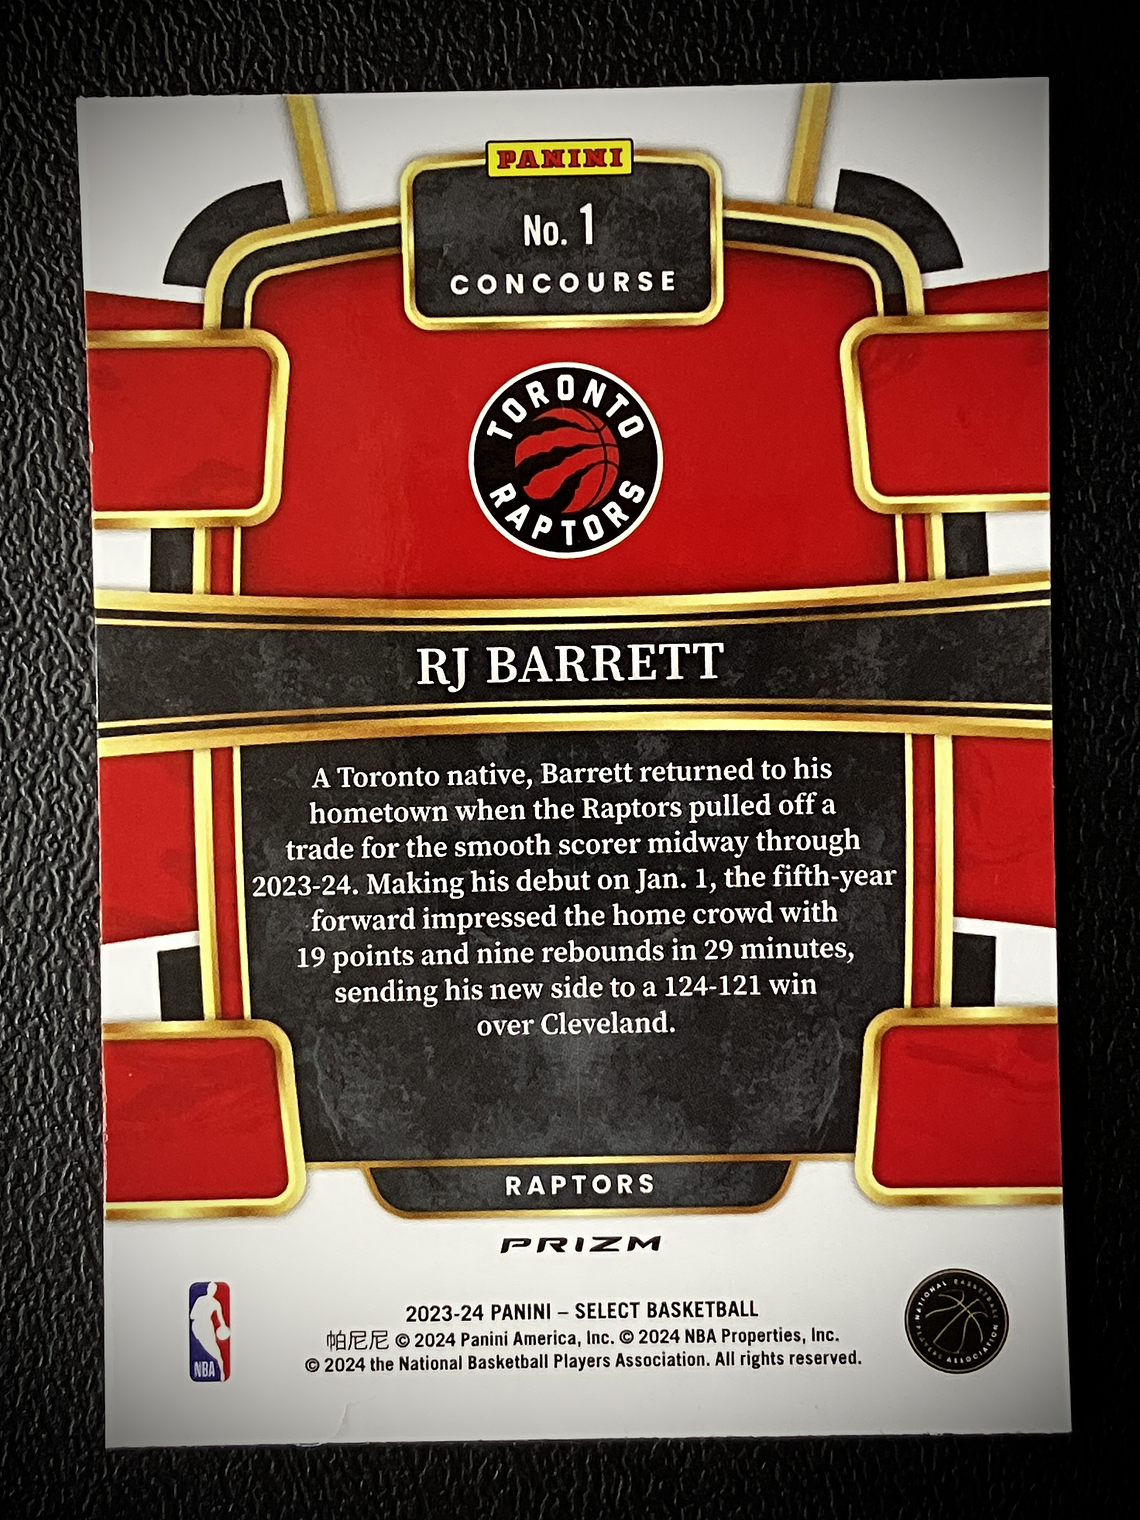 PANINI
No. 1
CONCOURSE
TORONTO
RAPTORS
RJ BARRETT
A Toronto native, Barrett returned to his
hometown when the Raptors pulled off a
trade for the smooth scorer midway through
2023-24. Making his debut on Jan. 1, the fifth-year
forward impressed the home crowd with
19 points and nine rebounds in 29 minutes,
sending his new side to a 124-121 win
over Cleveland.
RAPTORS
PRIZM
2023-24 PANINI – SELECT BASKETBALL
帕尼尼 © 2024 Panini America, Inc. © 2024 NBA Properties, Inc.
© 2024 the National Basketball Players Association. All rights reserved.
NBA
NATIONAL BASKETBALL
PLAYERS ASSOCIATION